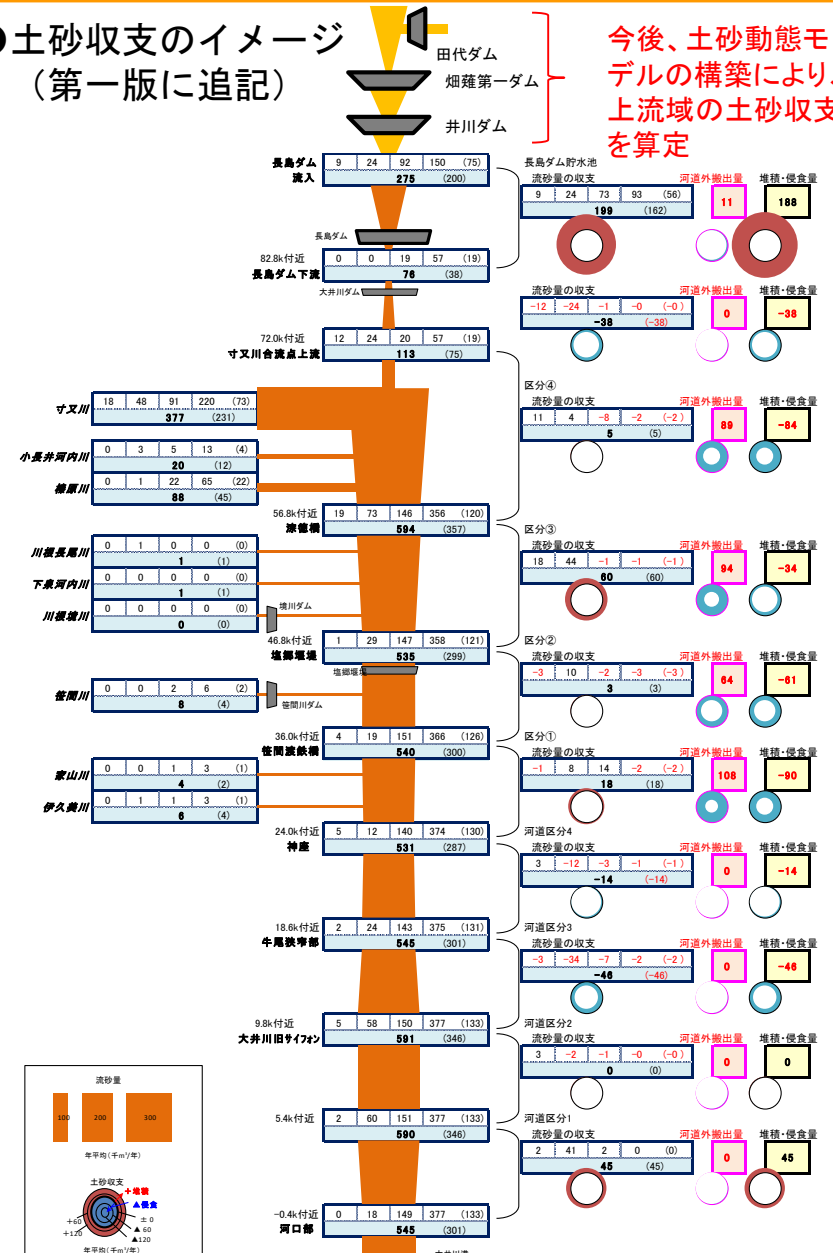 ●土砂収支のイメージ
（第一版に追記）
田代ダム
畑薙第一ダム
井川ダム
今後、土砂動態モ
デルの構築により、
上流域の土砂収支
を算定
長島ダム
流入
9 24 92 150 (75)
275 (200)
長島ダム貯水池
流砂量の収支 河道外搬出量 堆積・侵食量
9 24 73 93 (56)
199 (162)
11
188
長島ダム
82.8k付近
長島ダム下流
0 0 19 57 (19)
76 (38)
大井川ダム
流砂量の収支 河道外搬出量 堆積・侵食量
-12 -24 -1 -0 (-0)
-38 (-38)
0
-38
72.0k付近
寸又川合流点上流
12 24 20 57 (19)
113 (75)
区分④
流砂量の収支 河道外搬出量 堆積・侵食量
11 4 -8 -2 (-2)
5 (5)
89
-84
寸又川
18 48 91 220 (73)
377 (231)
小長井河内川
0 3 5 13 (4)
20 (12)
榛原川
0 1 22 65 (22)
88 (45)
56.8k付近
淙徳橋
19 73 146 356 (120)
594 (357)
区分③
流砂量の収支 河道外搬出量 堆積・侵食量
18 44 -1 -1 (-1)
60 (60)
94
-34
川根長尾川
0 1 0 0 (0)
1 (1)
下泉河内川
0 0 0 0 (0)
1 (1)
川根境川
0 0 0 0 (0)
0 (0)
境川ダム
46.8k付近
塩郷堰堤
1 29 147 358 (121)
535 (299)
塩郷堰堤
区分②
流砂量の収支 河道外搬出量 堆積・侵食量
-3 10 -2 -3 (-3)
3 (3)
64
-61
笹間川
0 0 2 6 (2)
8 (4)
笹間川ダム
36.0k付近
笹間渡鉄橋
4 19 151 366 (126)
540 (300)
区分①
流砂量の収支 河道外搬出量 堆積・侵食量
-1 8 14 -2 (-2)
18 (18)
108
-90
家山川
0 0 1 3 (1)
4 (2)
伊久美川
0 1 1 3 (1)
6 (4)
24.0k付近
神座
5 12 140 374 (130)
531 (287)
河道区分4
流砂量の収支 河道外搬出量 堆積・侵食量
3 -12 -3 -1 (-1)
-14 (-14)
0
-14
18.6k付近
牛尾狭窄部
2 24 143 375 (131)
545 (301)
河道区分3
流砂量の収支 河道外搬出量 堆積・侵食量
-3 -34 -7 -2 (-2)
-46 (-46)
0
-46
9.8k付近
大井川旧サイフォン
5 58 150 377 (133)
591 (346)
河道区分2
流砂量の収支 河道外搬出量 堆積・侵食量
3 -2 -1 -0 (-0)
0 (0)
0
0
5.4k付近
2 60 151 377 (133)
590 (346)
河道区分1
流砂量の収支 河道外搬出量 堆積・侵食量
2 41 2 0 (0)
45 (45)
0
45
-0.4k付近
河口部
0 18 149 377 (133)
545 (301)
流砂量
100 200 300
年平均（千m³/年）
土砂収支
+堆積
▲侵食
±0
▲60
▲120
+60
+120
年平均（千m³/年）